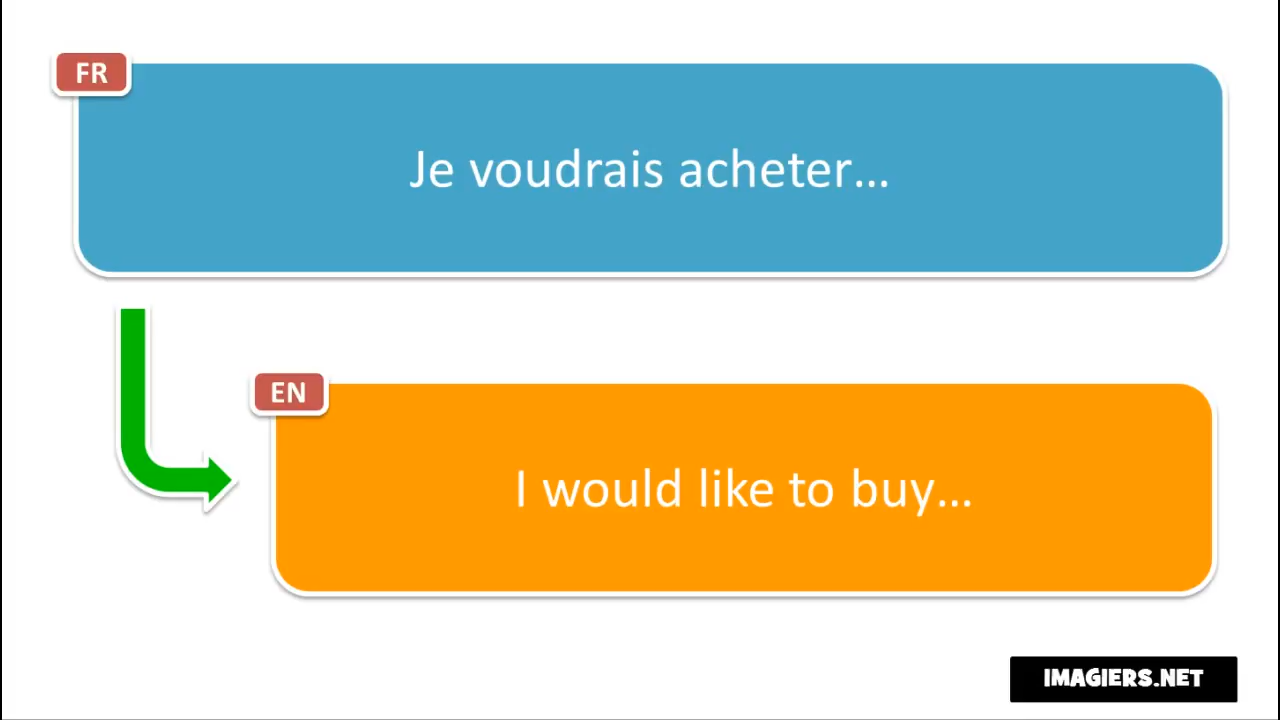 FR
Je voudrais acheter...
EN
I would like to buy...
IMAGIERS.NET